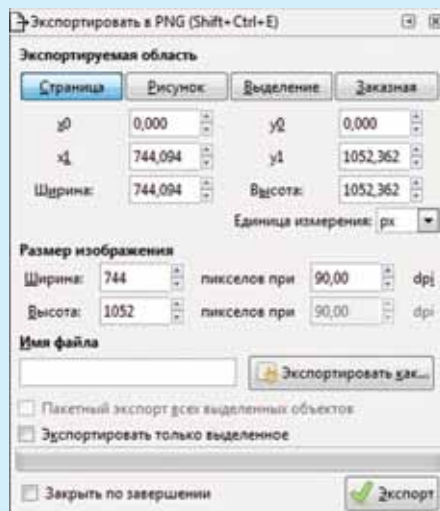 Экспортировать в PNG (Shift+Ctrl+E)
Экспортируемая область
Страница Рисунок Выделение Заказная
x0 0,000 y0 0,000
x1 744,094 y1 1052,362
Ширина: 744,094 Высота: 1052,362
Единица измерения: px
Размер изображения
Ширина: 744 пикселов при 90,00 dpi
Высота: 1052 пикселов при 90,00 dpi
Имя файла
Экспортировать как...
Пакетный экспорт всех выделенных объектов
Экспортировать только выделенное
Закрыть по завершении Экспорт